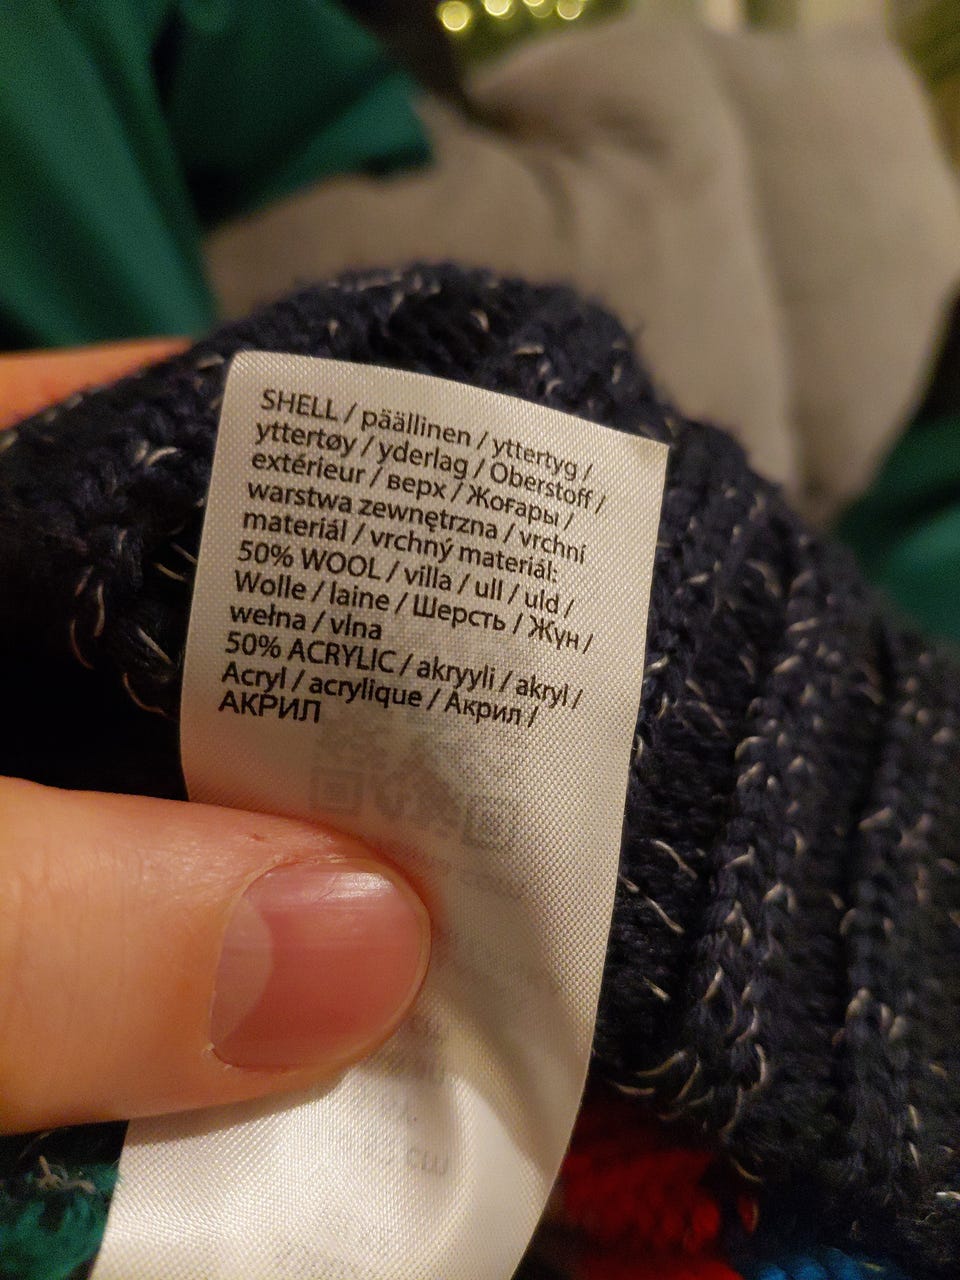 SHELL / päällinen / yttertyg /
yttertøy / yderlag / Oberstoff /
extérieur / верх / Жоғары /
warstwa zewnętrzna / vrchní
materiál / vrchný materiál:
50% WOOL / villa / ull / uld /
Wolle / laine / Шерсть / Жүн /
wełna / vlna
50% ACRYLIC / akryyli / akryl /
Acryl / acrylique / Акрил /
АКРИЛ